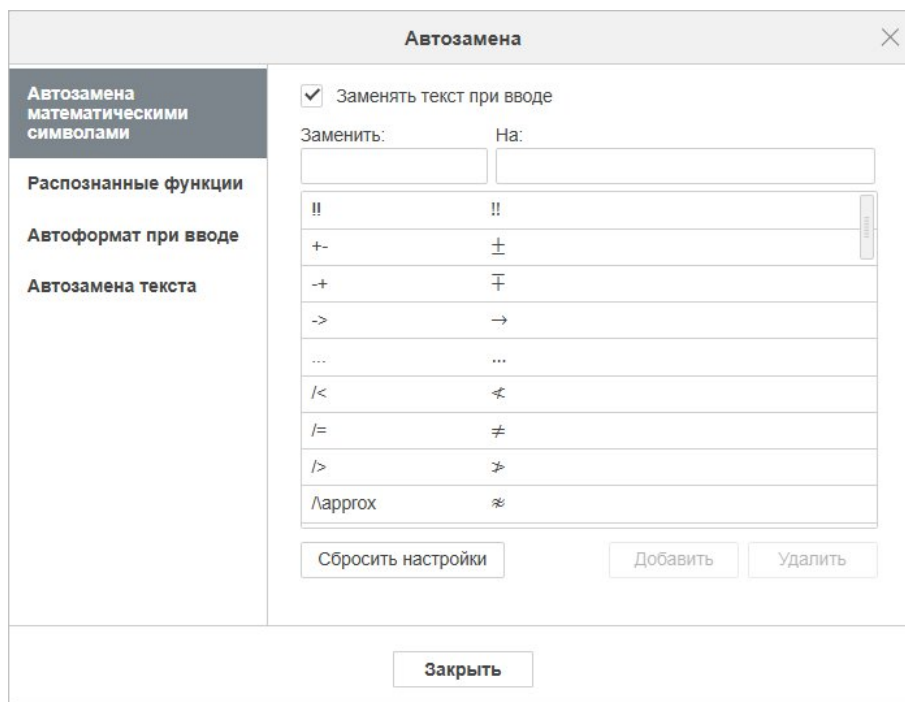 Автозамена
Автозамена
математическими
символами
Распознанные функции
Автоформат при вводе
Автозамена текста
Заменять текст при вводе
Заменить: На:
!! ‼
+- ±
-+ ∓
-> →
... …
/< ≮
/= ≠
/> ≯
/\approx ≉
Сбросить настройки Добавить Удалить
Закрыть